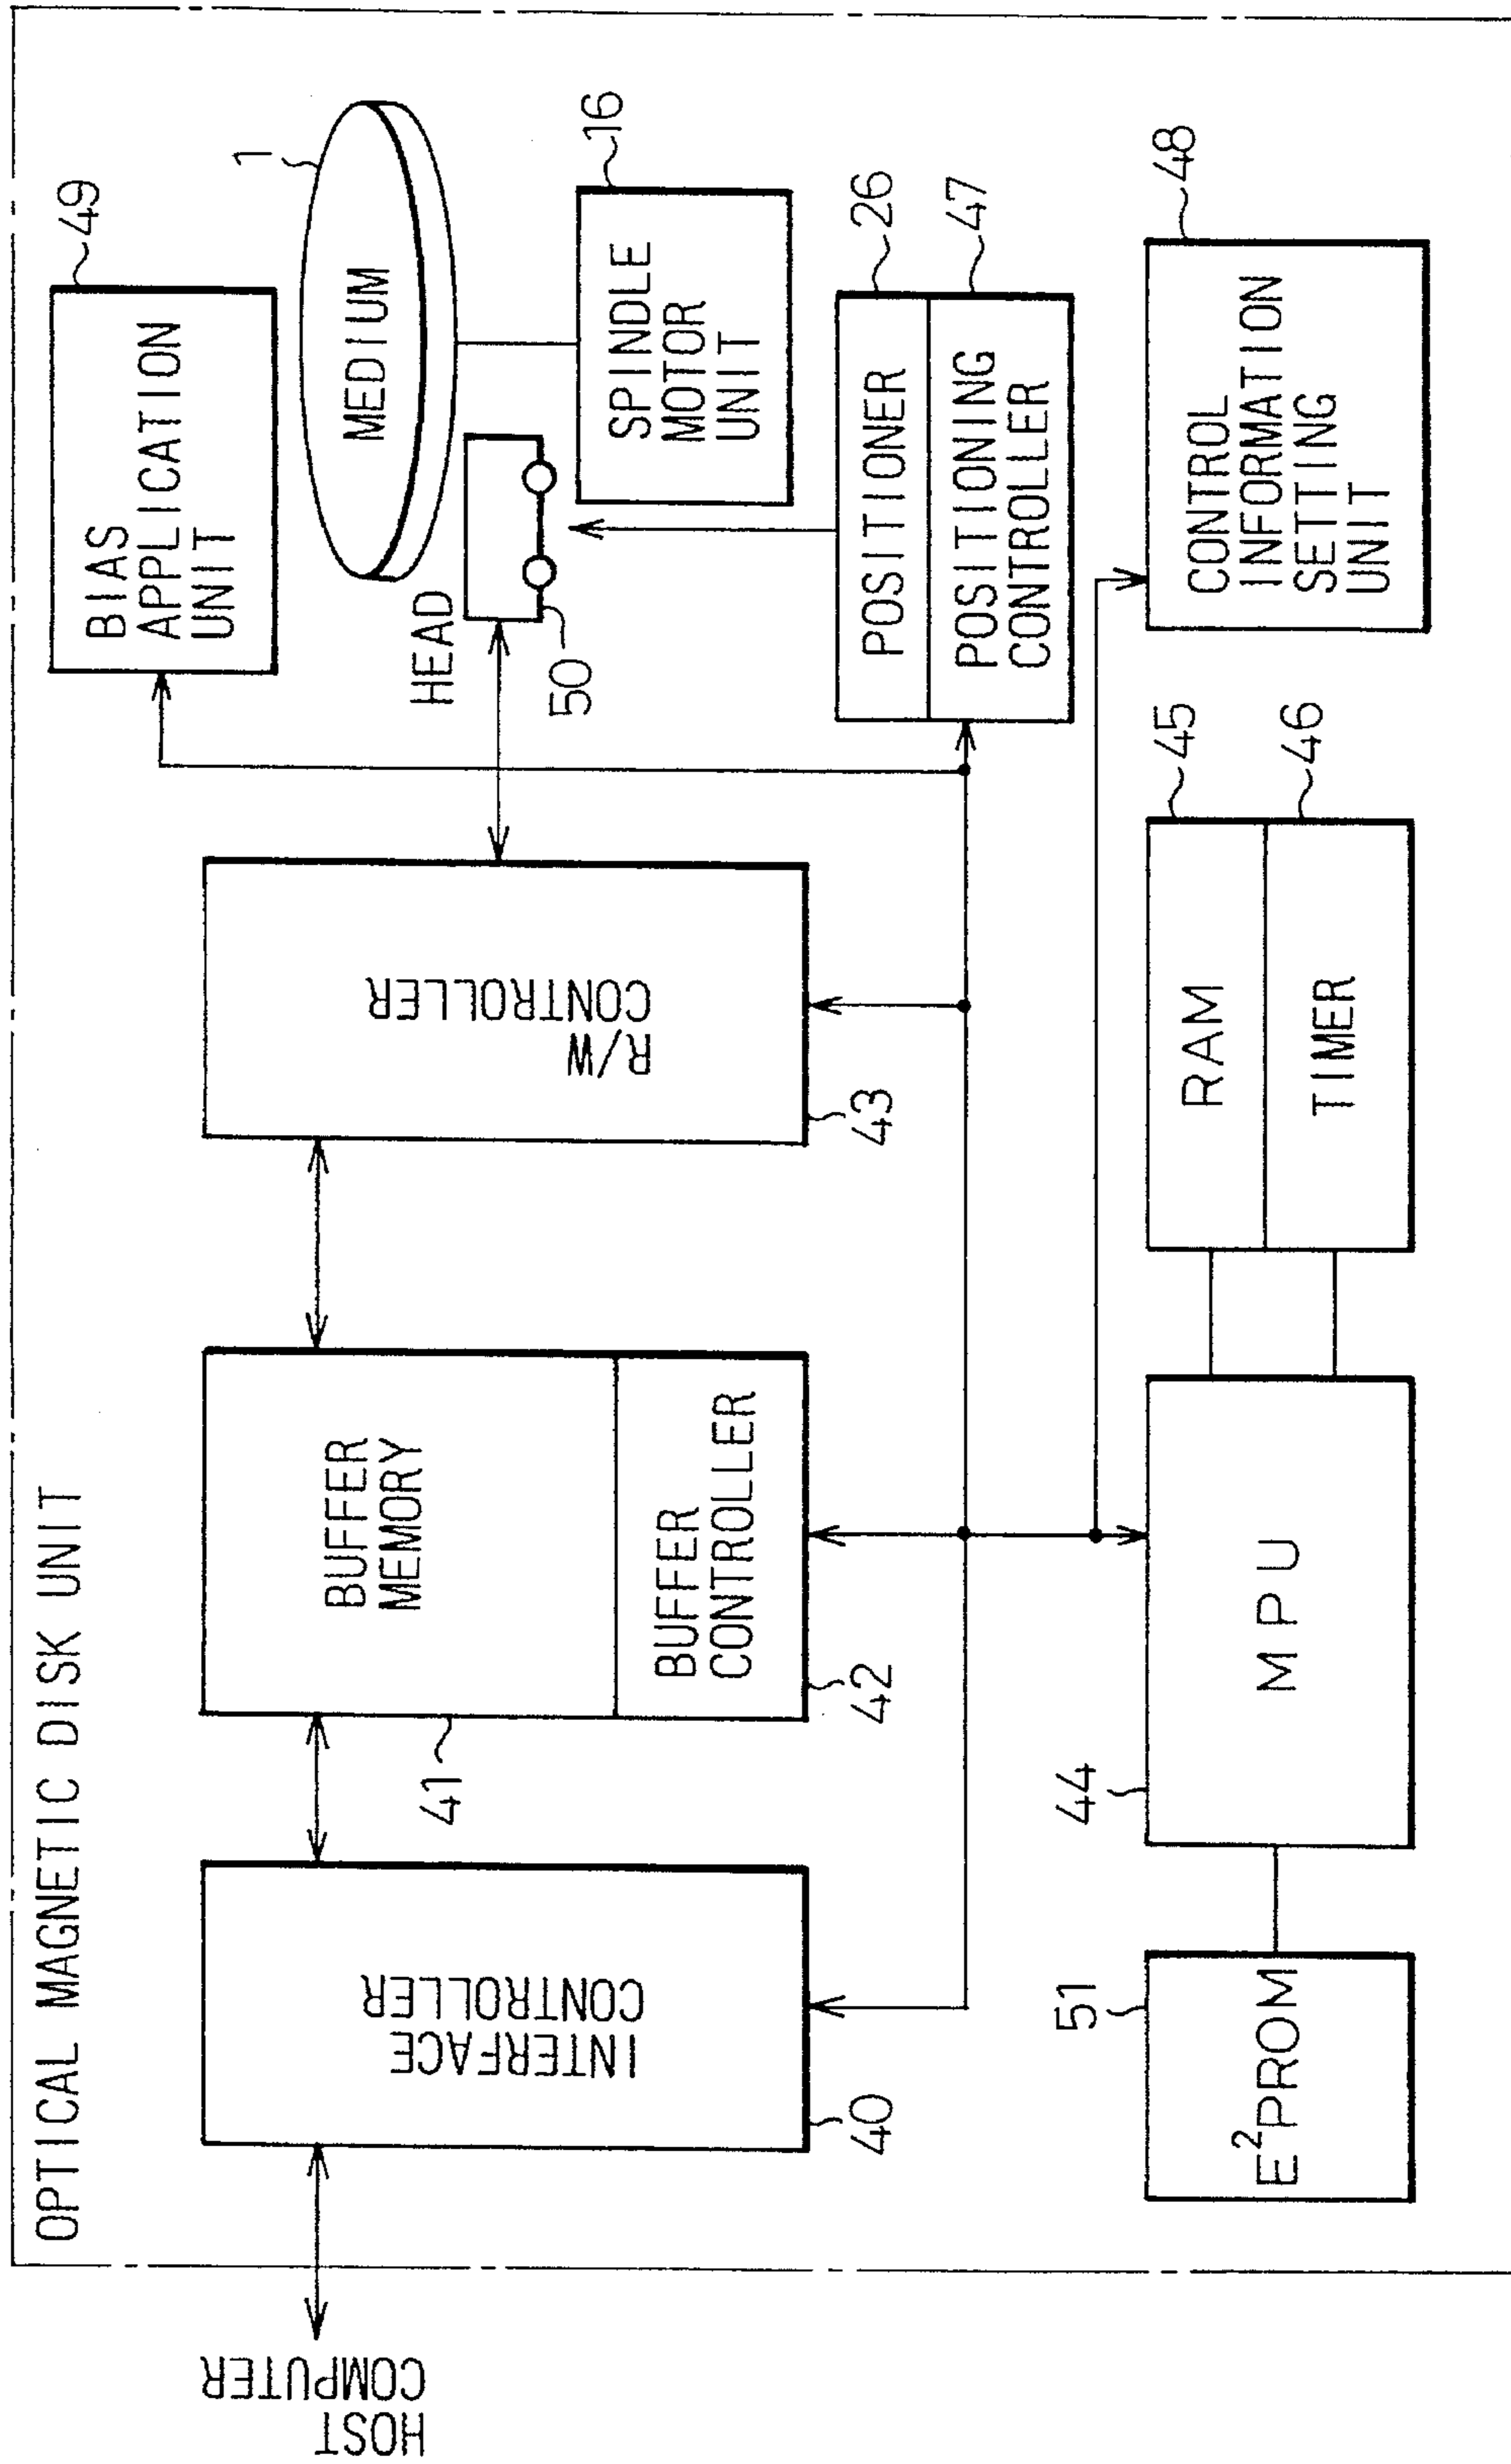 OPTICAL MAGNETIC DISK UNIT
HOST
COMPUTER
INTERFACE
CONTROLLER
40
BUFFER
MEMORY
41
BUFFER
CONTROLLER
42
R/W
CONTROLLER
43
BIAS
APPLICATION
UNIT
49
HEAD
50
MEDIUM
1
SPINDLE
MOTOR
UNIT
16
POSITIONER
26
POSITIONING
CONTROLLER
47
E²PROM
51
MPU
44
RAM
45
TIMER
46
CONTROL
INFORMATION
SETTING
UNIT
48